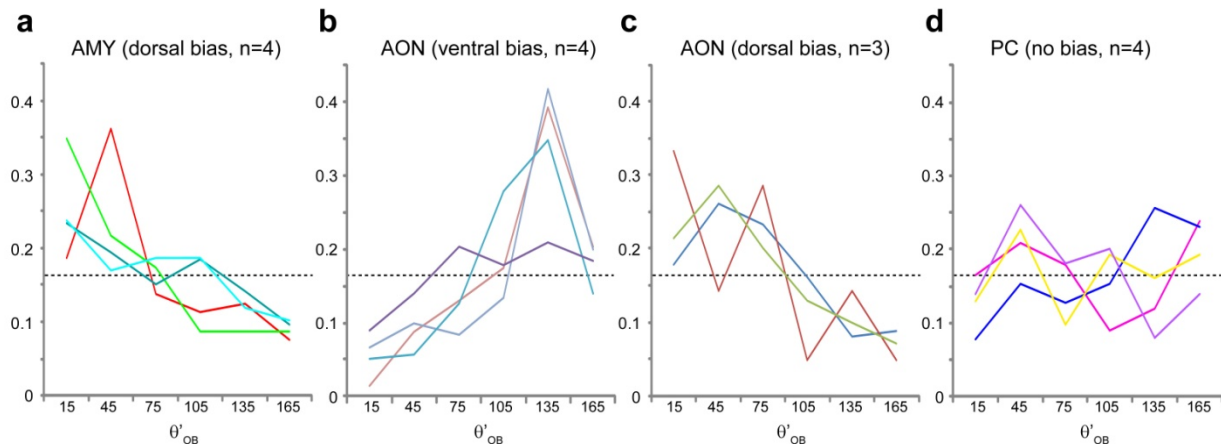 a
AMY (dorsal bias, n=4)
0.4
0.3
0.2
0.1
0
15 45 75 105 135 165
θ'OB
b
AON (ventral bias, n=4)
0.4
0.3
0.2
0.1
0
15 45 75 105 135 165
θ'OB
c
AON (dorsal bias, n=3)
0.4
0.3
0.2
0.1
0
15 45 75 105 135 165
θ'OB
d
PC (no bias, n=4)
0.4
0.3
0.2
0.1
0
15 45 75 105 135 165
θ'OB